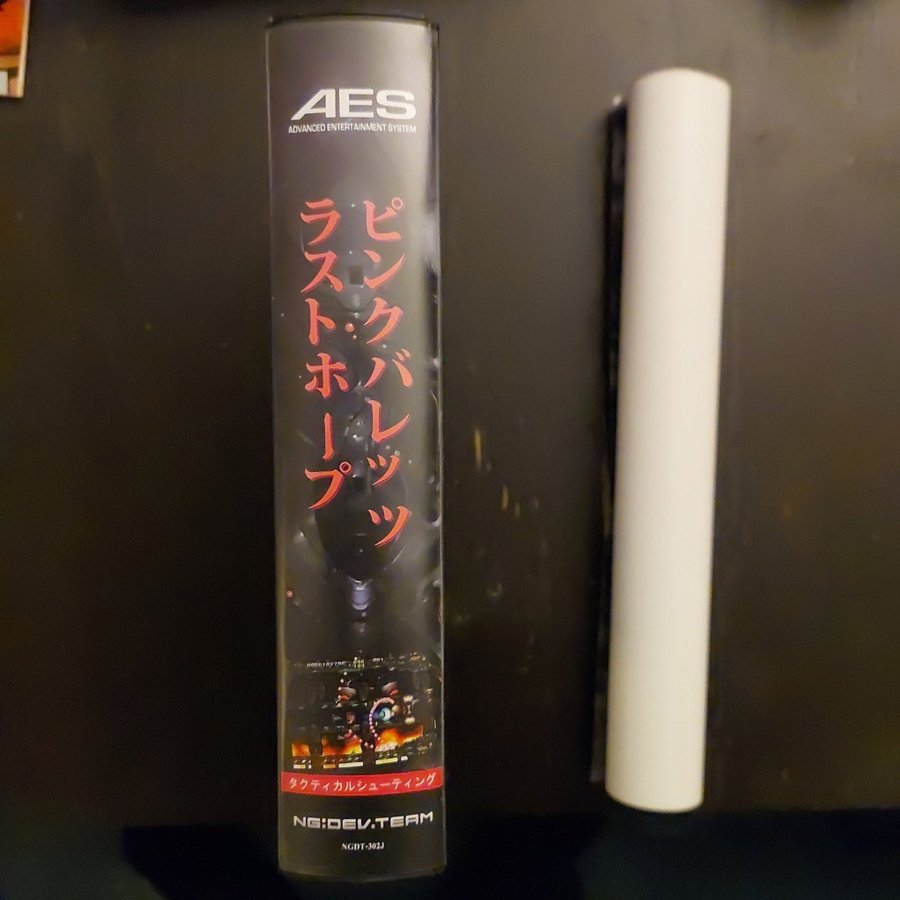 AES
ADVANCED ENTERTAINMENT SYSTEM
ピンクバレッツ
ラストホープ
タクティカルシューティング
NG:DEV.TEAM
NGDT-302J